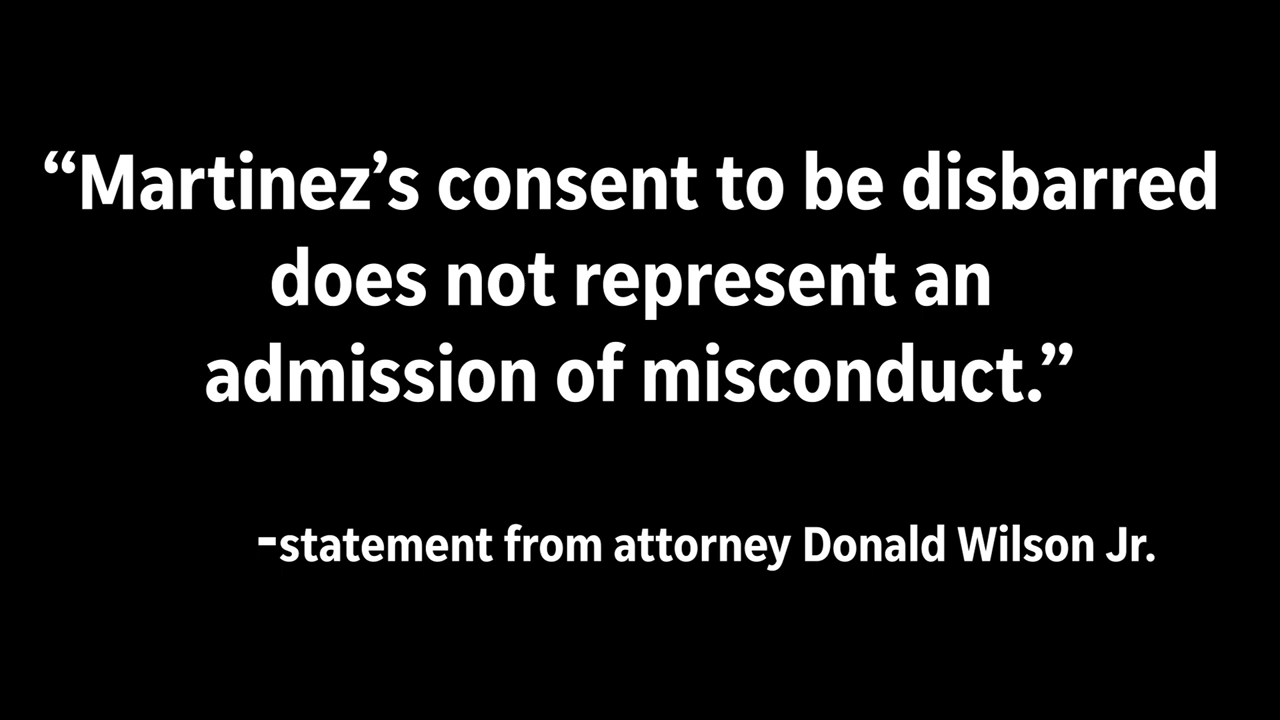 “Martinez’s consent to be disbarred
does not represent an
admission of misconduct.”
-statement from attorney Donald Wilson Jr.